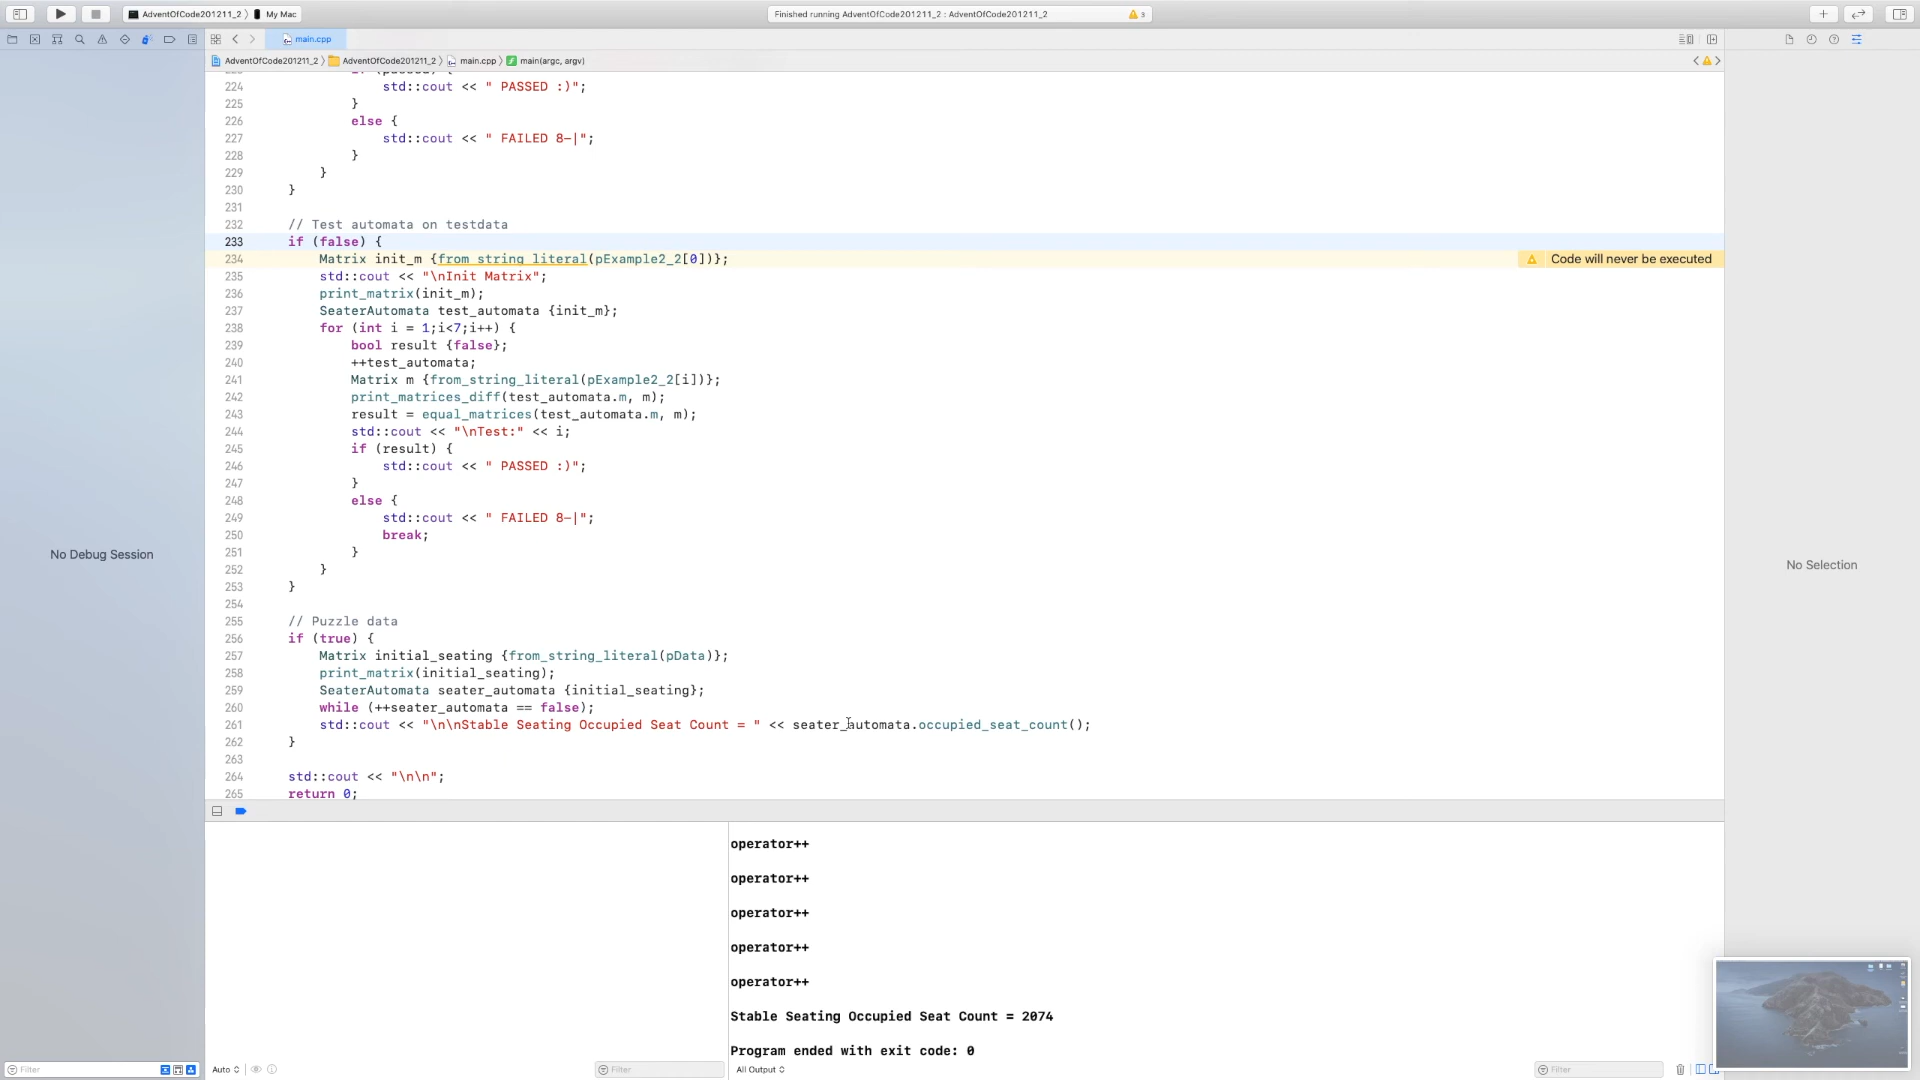 AdventOfCode201211_2 〉 My Mac
Finished running AdventOfCode201211_2 : AdventOfCode201211_2
3
main.cpp
AdventOfCode201211_2 〉 AdventOfCode201211_2 〉 main.cpp 〉 main(argc, argv)
224 std::cout << " PASSED :)";
225 }
226 else {
227 std::cout << " FAILED 8-|";
228 }
229 }
230 }
231
232 // Test automata on testdata
233 if (false) {
234 Matrix init_m {from_string_literal(pExample2_2[0])}; Code will never be executed
235 std::cout << "\nInit Matrix";
236 print_matrix(init_m);
237 SeaterAutomata test_automata {init_m};
238 for (int i = 1;i<7;i++) {
239 bool result {false};
240 ++test_automata;
241 Matrix m {from_string_literal(pExample2_2[i])};
242 print_matrices_diff(test_automata.m, m);
243 result = equal_matrices(test_automata.m, m);
244 std::cout << "\nTest:" << i;
245 if (result) {
246 std::cout << " PASSED :)";
247 }
248 else {
249 std::cout << " FAILED 8-|";
250 break;
251 }
252 }
253 }
254
255 // Puzzle data
256 if (true) {
257 Matrix initial_seating {from_string_literal(pData)};
258 print_matrix(initial_seating);
259 SeaterAutomata seater_automata {initial_seating};
260 while (++seater_automata == false);
261 std::cout << "\n\nStable Seating Occupied Seat Count = " << seater_automata.occupied_seat_count();
262 }
263
264 std::cout << "\n\n";
265 return 0;
No Debug Session
No Selection
operator++
operator++
operator++
operator++
operator++
Stable Seating Occupied Seat Count = 2074
Program ended with exit code: 0
Filter
Auto
Filter
All Output
Filter